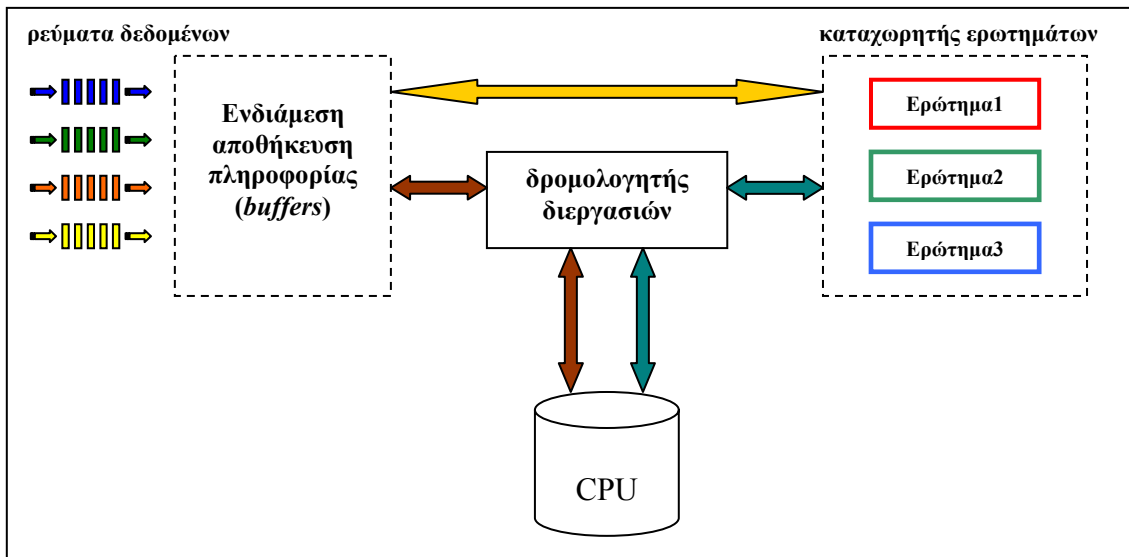 ρεύματα δεδομένων
καταχωρητής ερωτημάτων
Ενδιάμεση
αποθήκευση
πληροφορίας
(buffers)
δρομολογητής
διεργασιών
Ερώτημα1
Ερώτημα2
Ερώτημα3
CPU